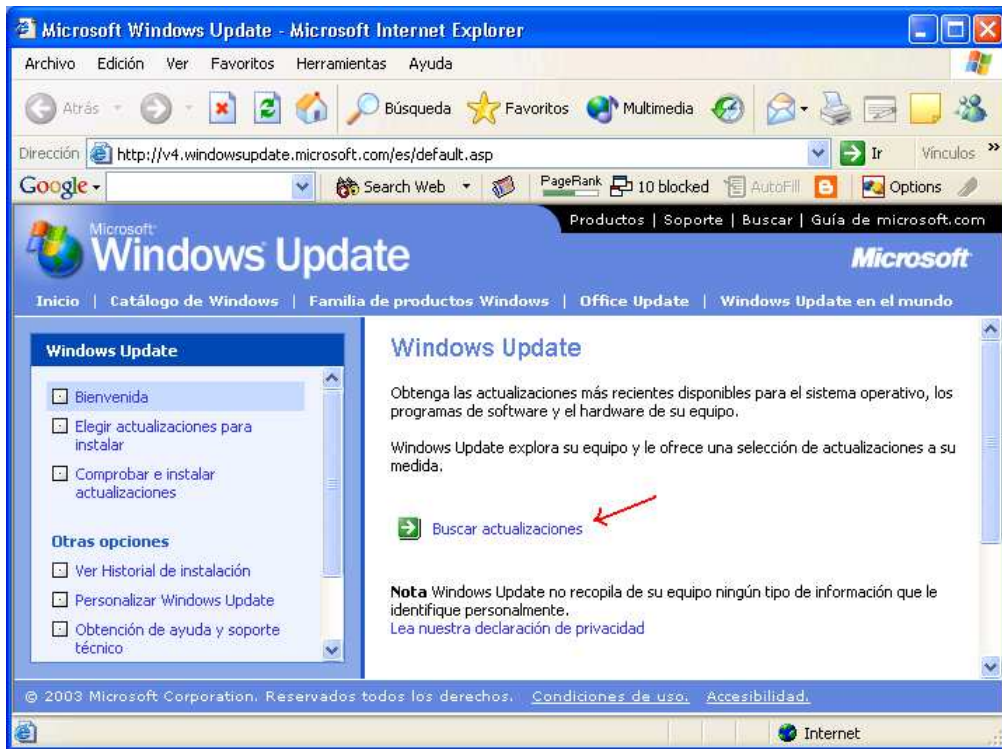 Microsoft Windows Update - Microsoft Internet Explorer
Archivo Edición Ver Favoritos Herramientas Ayuda
Atrás Búsqueda Favoritos Multimedia
Dirección http://v4.windowsupdate.microsoft.com/es/default.asp Ir Vínculos »
Google Search Web PageRank 10 blocked AutoFill Options
Productos | Soporte | Buscar | Guía de microsoft.com
Microsoft
Windows Update
Microsoft
Inicio | Catálogo de Windows | Familia de productos Windows | Office Update | Windows Update en el mundo
Windows Update
Bienvenida
Elegir actualizaciones para
instalar
Comprobar e instalar
actualizaciones
Otras opciones
Ver Historial de instalación
Personalizar Windows Update
Obtención de ayuda y soporte
técnico
Windows Update
Obtenga las actualizaciones más recientes disponibles para el sistema operativo, los
programas de software y el hardware de su equipo.
Windows Update explora su equipo y le ofrece una selección de actualizaciones a su
medida.
Buscar actualizaciones
Nota Windows Update no recopila de su equipo ningún tipo de información que le
identifique personalmente.
Lea nuestra declaración de privacidad
© 2003 Microsoft Corporation. Reservados todos los derechos. Condiciones de uso. Accesibilidad.
Internet